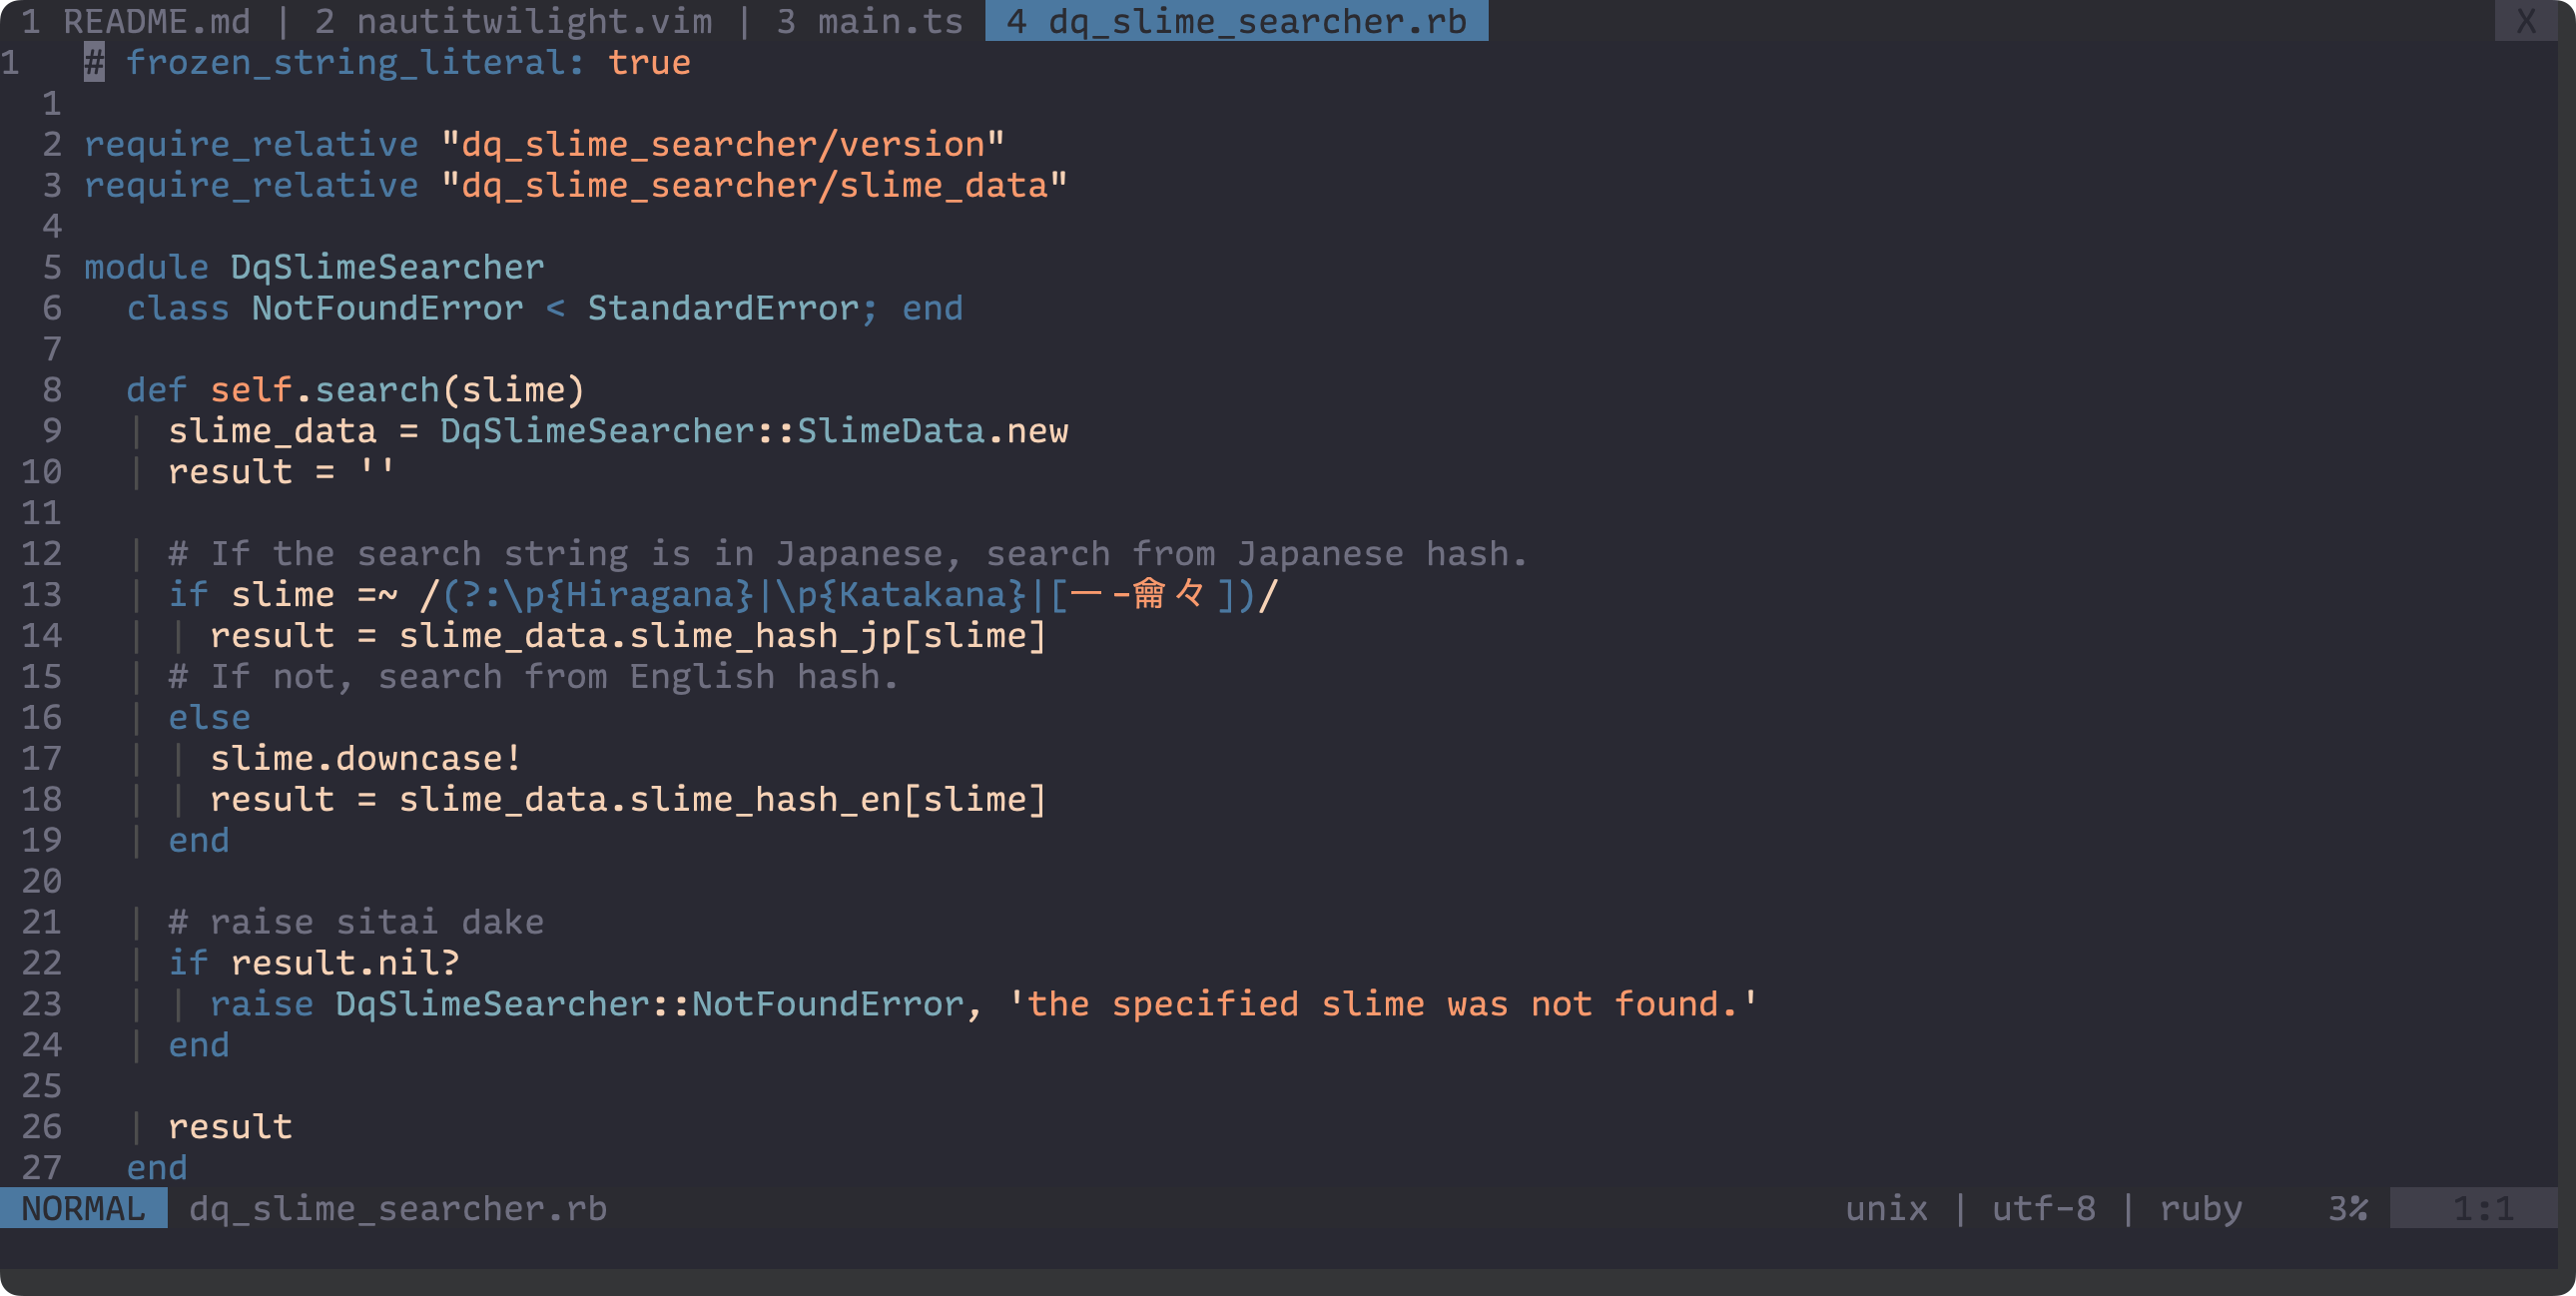 1 README.md | 2 nautitwilight.vim | 3 main.ts 4 dq_slime_searcher.rb X
1 # frozen_string_literal: true
1
2 require_relative "dq_slime_searcher/version"
3 require_relative "dq_slime_searcher/slime_data"
4
5 module DqSlimeSearcher
6 class NotFoundError < StandardError; end
7
8 def self.search(slime)
9 | slime_data = DqSlimeSearcher::SlimeData.new
10 | result = ''
11
12 | # If the search string is in Japanese, search from Japanese hash.
13 | if slime =~ /(?:\p{Hiragana}|\p{Katakana}|[一-龠々])/
14 | | result = slime_data.slime_hash_jp[slime]
15 | # If not, search from English hash.
16 | else
17 | | slime.downcase!
18 | | result = slime_data.slime_hash_en[slime]
19 | end
20
21 | # raise sitai dake
22 | if result.nil?
23 | | raise DqSlimeSearcher::NotFoundError, 'the specified slime was not found.'
24 | end
25
26 | result
27 end
NORMAL dq_slime_searcher.rb unix | utf-8 | ruby 3% 1:1